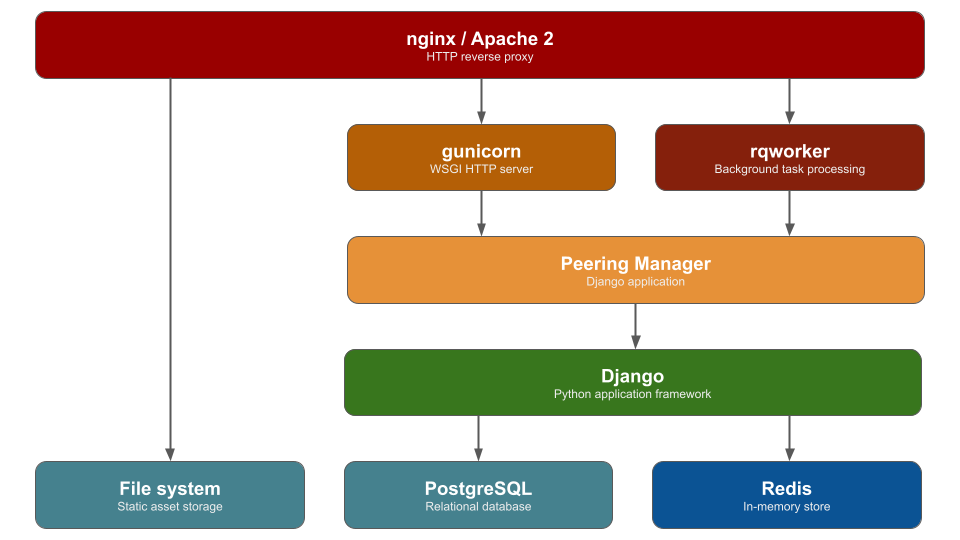 nginx / Apache 2
HTTP reverse proxy
gunicorn
WSGI HTTP server
rqworker
Background task processing
Peering Manager
Django application
Django
Python application framework
File system
Static asset storage
PostgreSQL
Relational database
Redis
In-memory store